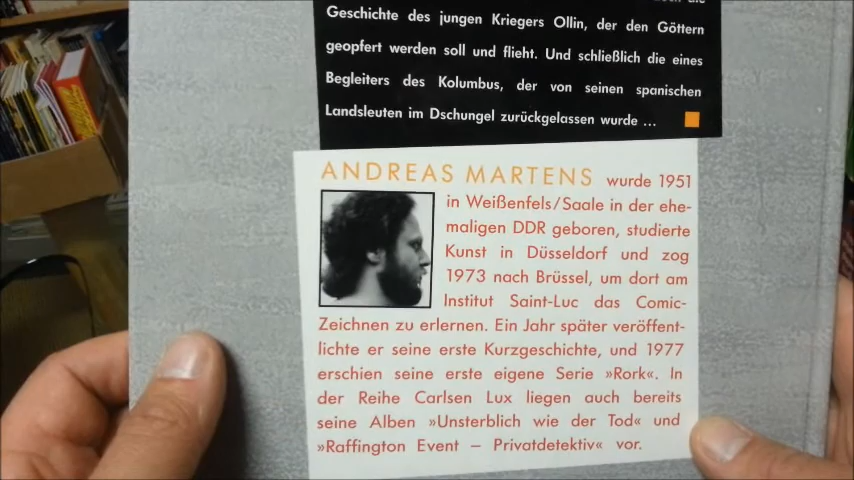 Geschichte des jungen Kriegers Ollin, der den Göttern
geopfert werden soll und flieht. Und schließlich die eines
Begleiters des Kolumbus, der von seinen spanischen
Landsleuten im Dschungel zurückgelassen wurde ...
ANDREAS MARTENS wurde 1951
in Weißenfels/Saale in der ehe-
maligen DDR geboren, studierte
Kunst in Düsseldorf und zog
1973 nach Brüssel, um dort am
Institut Saint-Luc das Comic-
Zeichnen zu erlernen. Ein Jahr später veröffent-
lichte er seine erste Kurzgeschichte, und 1977
erschien seine erste eigene Serie »Rork«. In
der Reihe Carlsen Lux liegen auch bereits
seine Alben »Unsterblich wie der Tod« und
»Raffington Event – Privatdetektiv« vor.